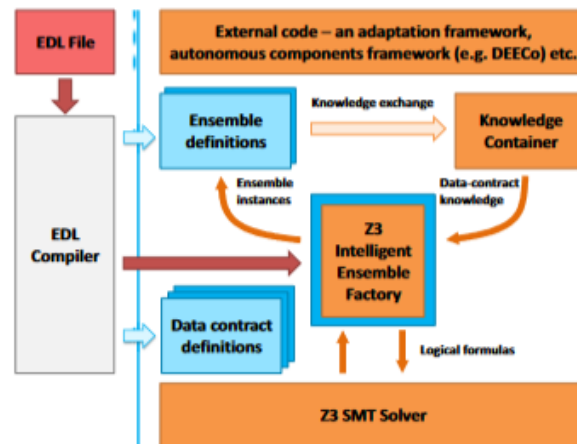 EDL File
External code – an adaptation framework,
autonomous components framework (e.g. DEECo) etc.
Ensemble
definitions
Knowledge exchange
Knowledge
Container
Ensemble
instances
Data-contract
knowledge
EDL
Compiler
Z3
Intelligent
Ensemble
Factory
Data contract
definitions
Logical formulas
Z3 SMT Solver